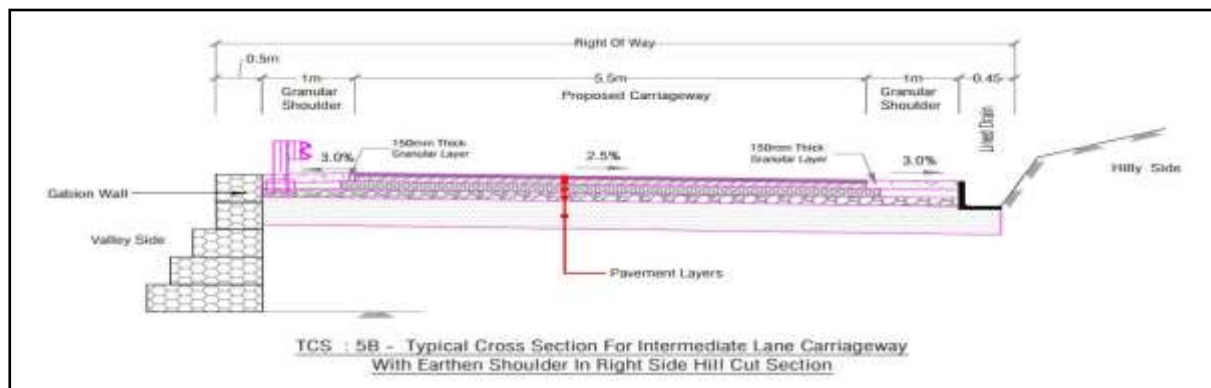 Right Of Way
0.5m
1m
5.5m
1m
0.45
Granular
Shoulder
Proposed Carriageway
Granular
Shoulder
Lined Drain
150mm Thick
Granular Layer
150mm Thick
Granular Layer
3.0%
2.5%
3.0%
Hilly Side
Gabion Wall
Valley Side
Pavement Layers
TCS : 5B - Typical Cross Section For Intermediate Lane Carriageway
With Earthen Shoulder In Right Side Hill Cut Section